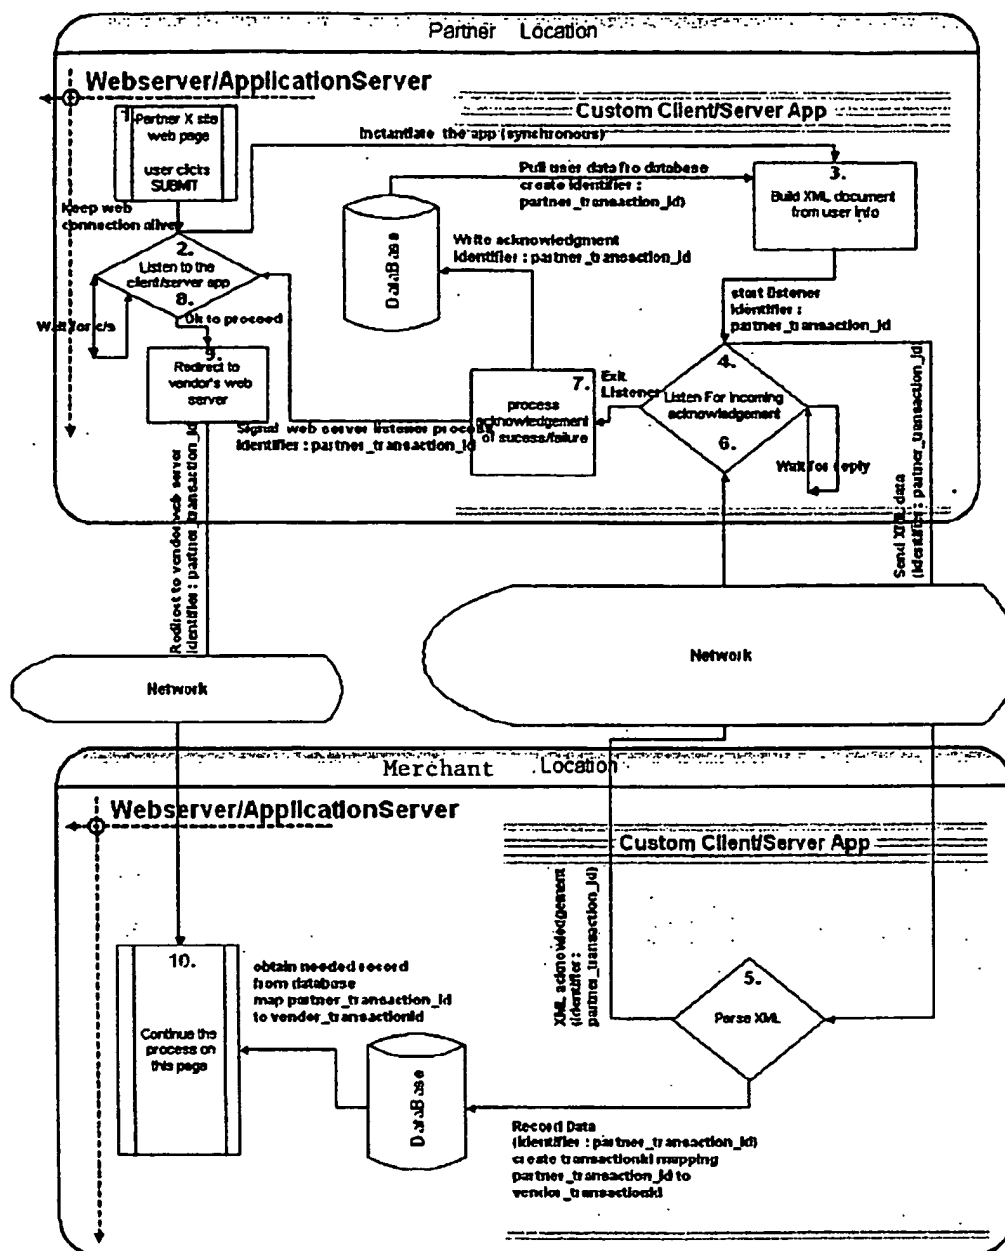 Partner Location
Webserver/ApplicationServer
Custom Client/Server App
1.
Partner X site
web page
user clicks
SUBMIT
Instantiate the app (synchronous)
Pull user data fro database
create identifier :
partner_transaction_id)
3.
Build XML document
from user info
Keep web
connection alive
DataBase
Write acknowledgment
identifier : partner_transaction_id
2.
Listen to the
client/server app
8.
Wait for c/s
Ok to proceed
start listener
identifier :
partner_transaction_id
9.
Redirect to
vendor's web
server
7.
process
acknowledgement
of sucess/failure
Exit
Listener
4.
Listen For Incoming
acknowledgement
6.
Wait for reply
Signal web server listener process
identifier : partner_transaction_id
Redirect to vendor web server
identifier : partner_transaction_id
Send XML data
(identifier : partner_transaction_id)
Network
Network
Merchant Location
Webserver/ApplicationServer
Custom Client/Server App
10.
Continue the
process on
this page
obtain needed record
from database
map partner_transaction_id
to vendor_transactionId
DataBase
XML acknowledgement
(identifier :
partner_transaction_id)
5.
Parse XML
Record Data
(identifier : partner_transaction_id)
create transactionId mapping
partner_transaction_id to
vendor_transactionId